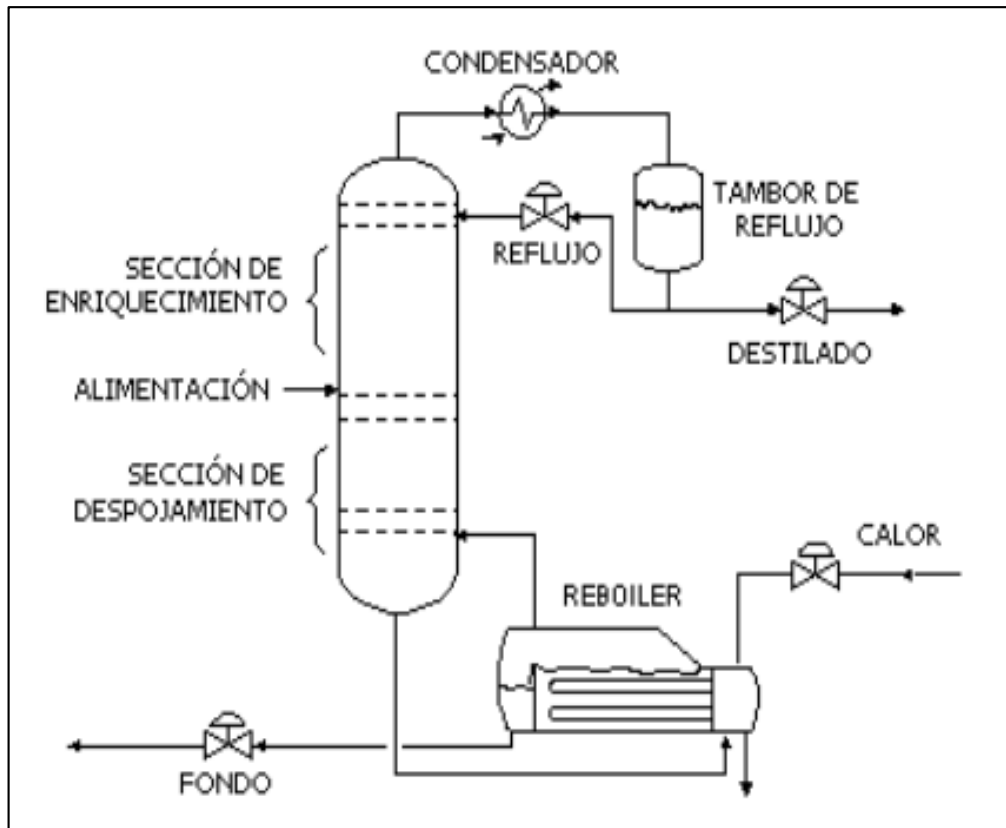 CONDENSADOR
TAMBOR DE
REFLUJO
REFLUJO
SECCIÓN DE
ENRIQUECIMIENTO
DESTILADO
ALIMENTACIÓN
SECCIÓN DE
DESPOJAMIENTO
CALOR
REBOILER
FONDO